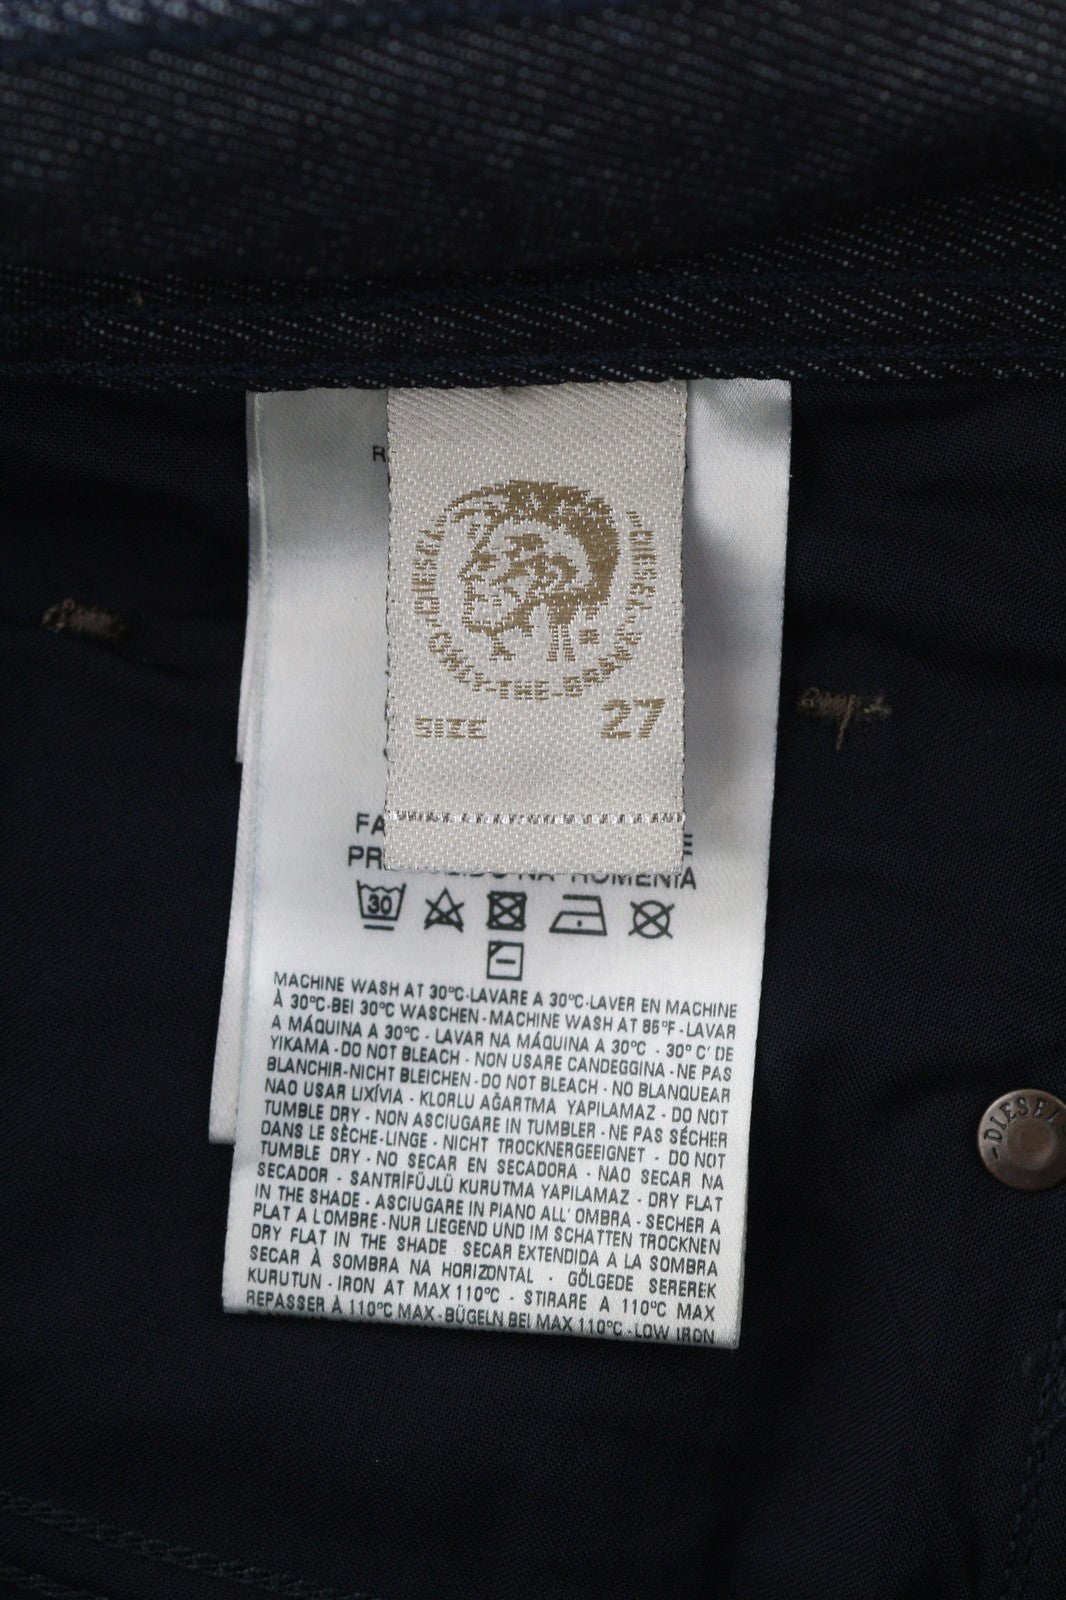 R
DIESEL DIESEL
ONLY-THE-BRAVE
SIZE 27
FA E
PR NA ROMENIA
30
MACHINE WASH AT 30°C-LAVARE A 30°C-LAVER EN MACHINE
À 30°C-BEI 30°C WASCHEN-MACHINE WASH AT 85°F-LAVAR
A MÁQUINA A 30°C - LAVAR NA MÁQUINA A 30°C - 30°C' DE
YIKAMA-DO NOT BLEACH - NON USARE CANDEGGINA-NE PAS
BLANCHIR-NICHT BLEICHEN-DO NOT BLEACH-NO BLANQUEAR
NAO USAR LIXÍVIA - KLORLU AĞARTMA YAPILAMAZ - DO NOT
TUMBLE DRY - NON ASCIUGARE IN TUMBLER-NE PAS SÉCHER
DANS LE SÈCHE-LINGE - NICHT TROCKNERGEEIGNET - DO NOT
TUMBLE DRY - NO SECAR EN SECADORA - NAO SECAR NA
SECADOR - SANTRİFÜJLÜ KURUTMA YAPILAMAZ - DRY FLAT
IN THE SHADE - ASCIUGARE IN PIANO ALL' OMBRA-SECHER A
PLAT A L'OMBRE-NUR LIEGEND UND IM SCHATTEN TROCKNEN
DRY FLAT IN THE SHADE SECAR EXTENDIDA A LA SOMBRA
SECAR À SOMBRA NA HORIZONTAL - GÖLGEDE SEREREK
KURUTUN - IRON AT MAX 110°C - STIRARE A 110°C MAX
REPASSER À 110°C MAX-BÜGELN BEI MAX 110°C-LOW IRON
-DIESEL-